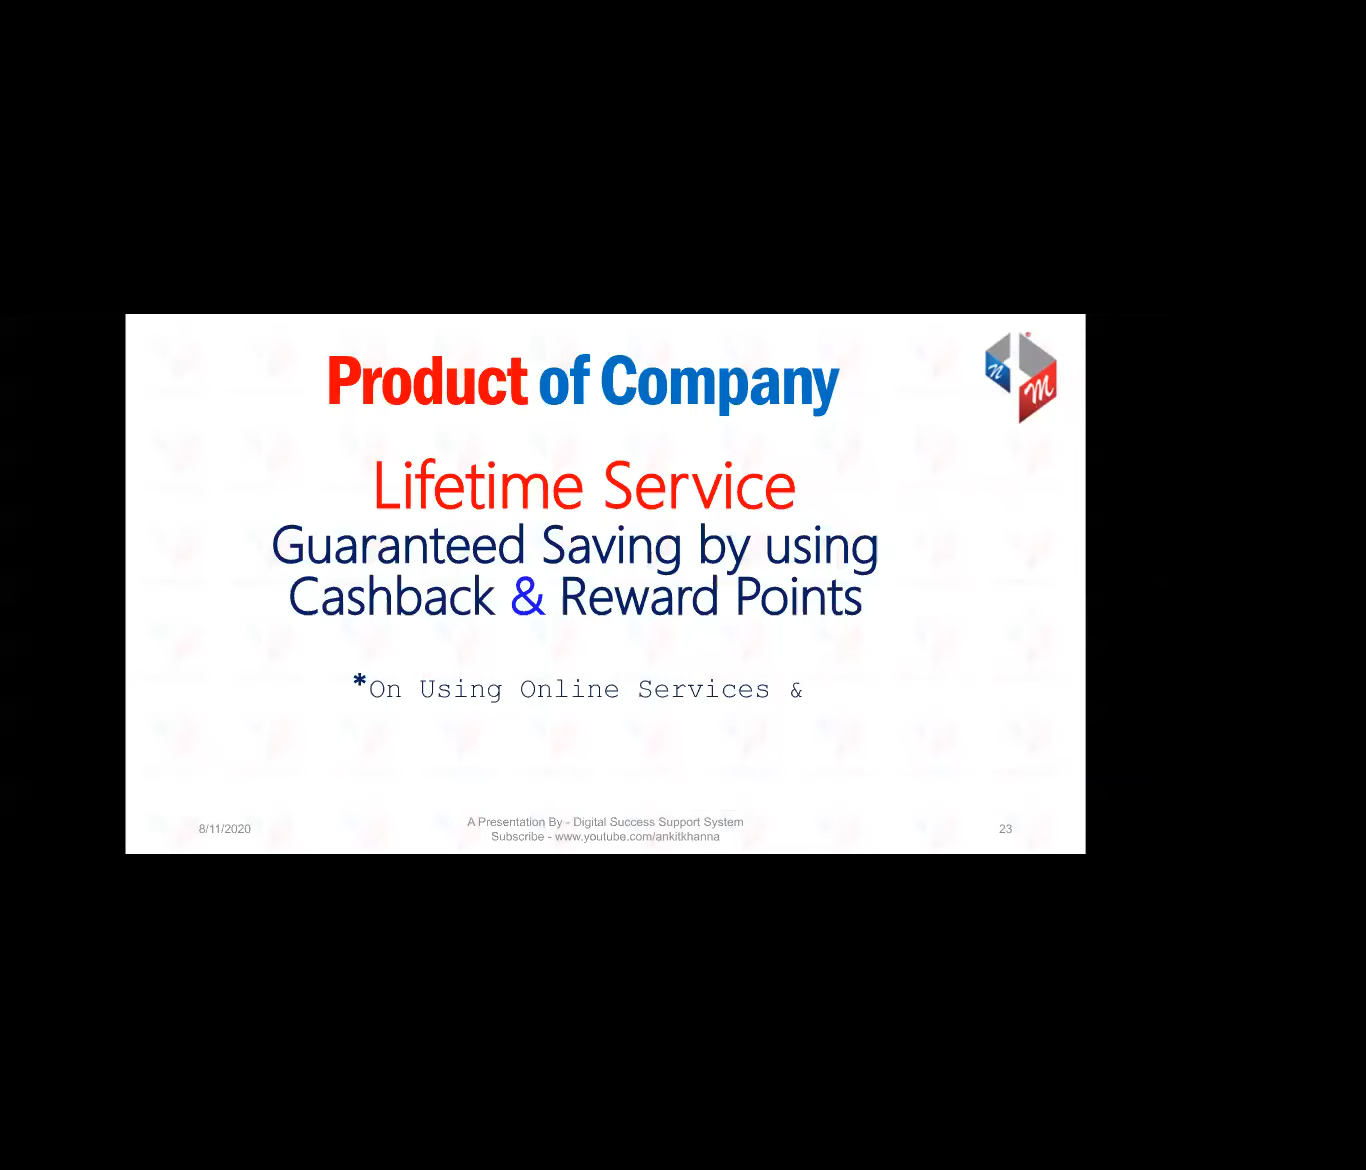 Product of Company
n
m
Lifetime Service
Guaranteed Saving by using
Cashback & Reward Points
*On Using Online Services &
8/11/2020
A Presentation By - Digital Success Support System
Subscribe - www.youtube.com/ankitkhanna
23